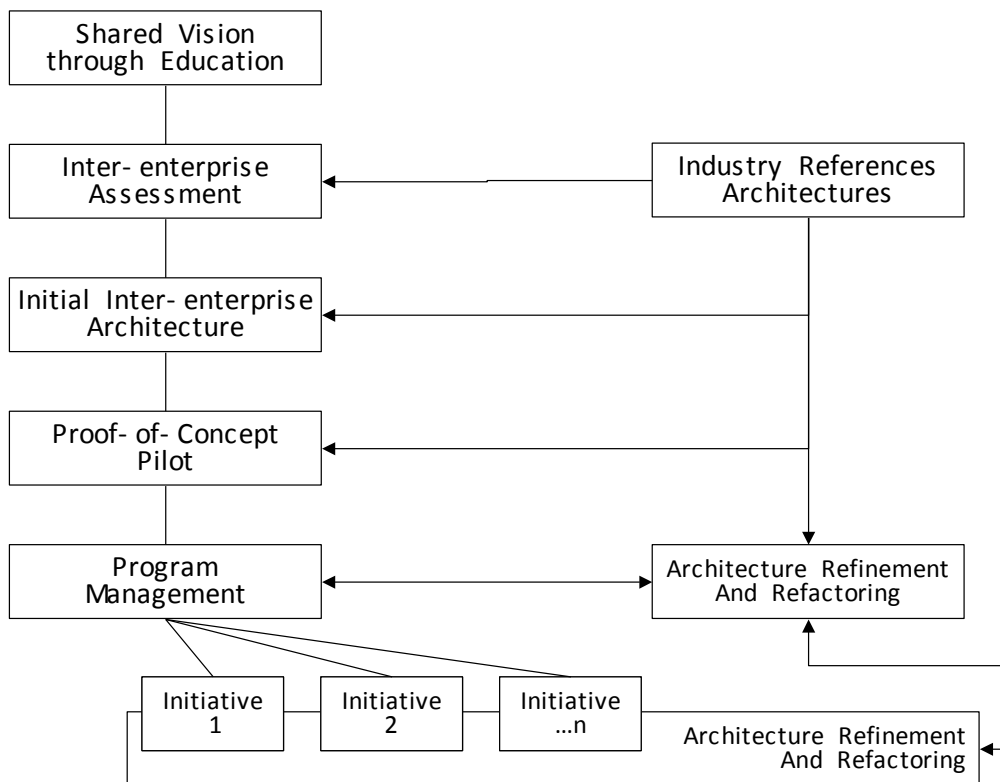 Shared Vision
through Education
Inter-enterprise
Assessment
Industry References
Architectures
Initial Inter-enterprise
Architecture
Proof-of-Concept
Pilot
Program
Management
Architecture Refinement
And Refactoring
Initiative
1
Initiative
2
Initiative
...n
Architecture Refinement
And Refactoring